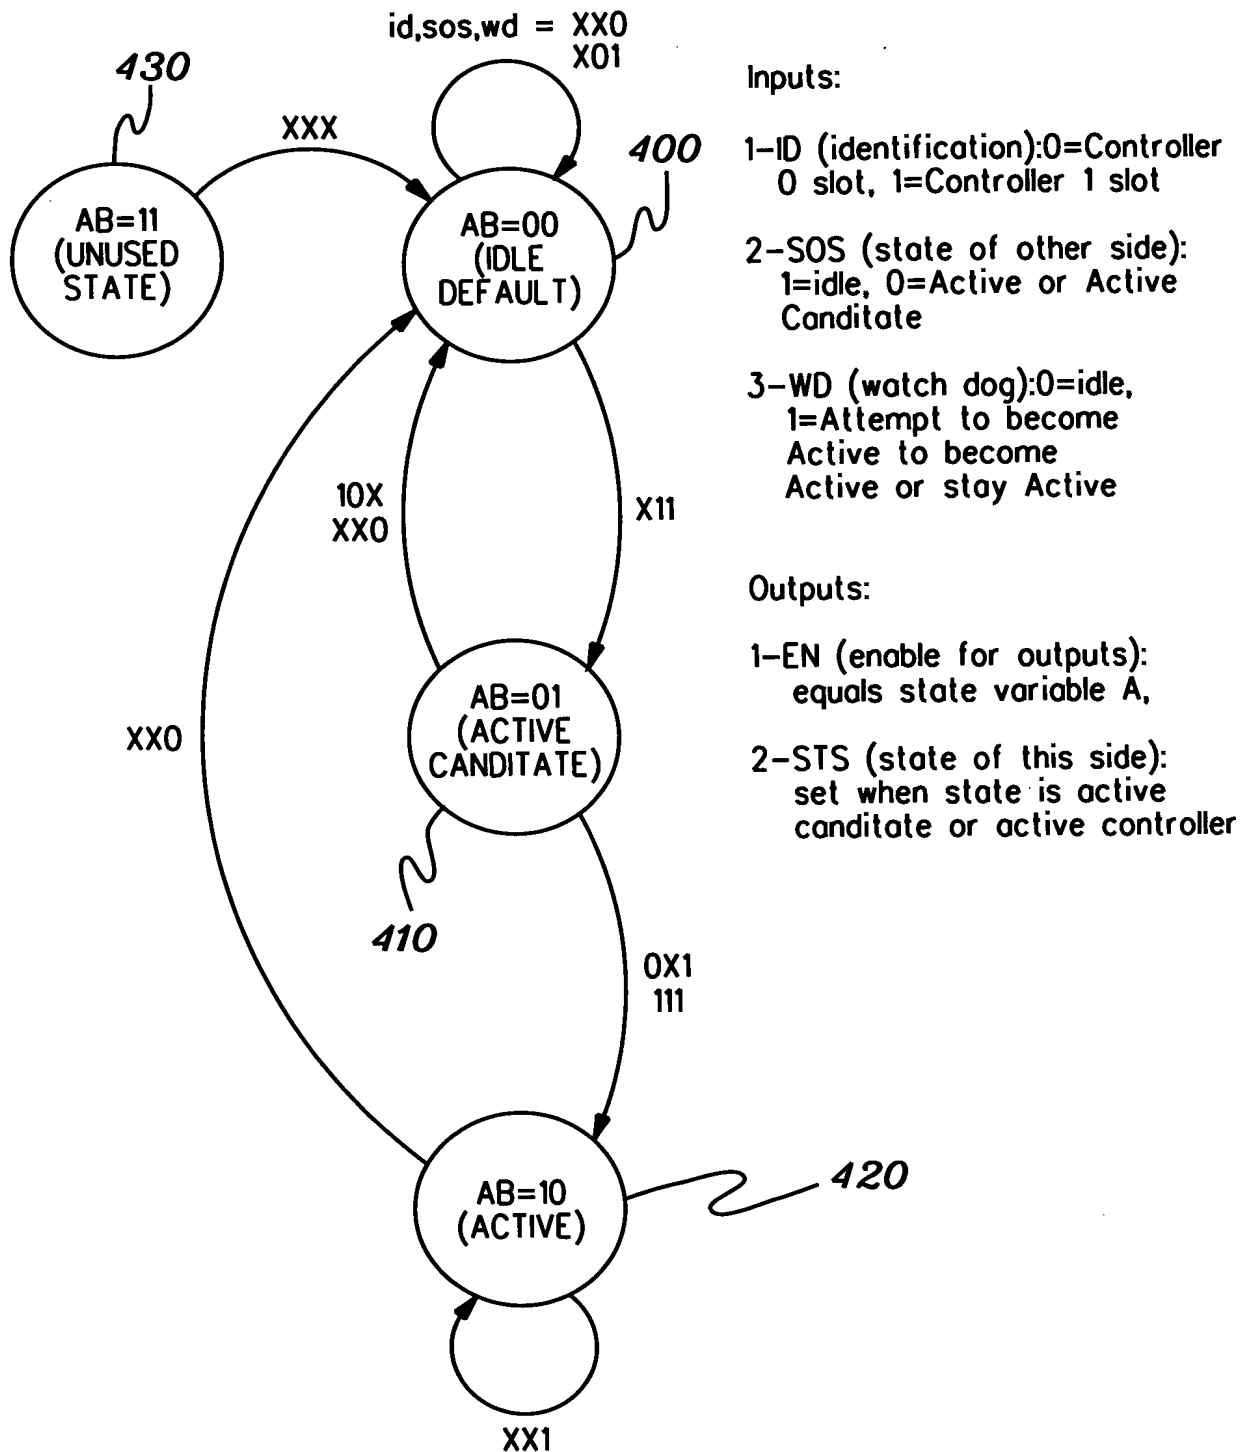 id,sos,wd = XX0
X01
430
XXX
400
AB=11
(UNUSED
STATE)
AB=00
(IDLE
DEFAULT)
10X
XX0
X11
XX0
AB=01
(ACTIVE
CANDITATE)
410
0X1
111
AB=10
(ACTIVE)
420
XX1
Inputs:
1-ID (identification):0=Controller
0 slot, 1=Controller 1 slot
2-SOS (state of other side):
1=idle, 0=Active or Active
Canditate
3-WD (watch dog):0=idle,
1=Attempt to become
Active to become
Active or stay Active
Outputs:
1-EN (enable for outputs):
equals state variable A,
2-STS (state of this side):
set when state is active
canditate or active controller